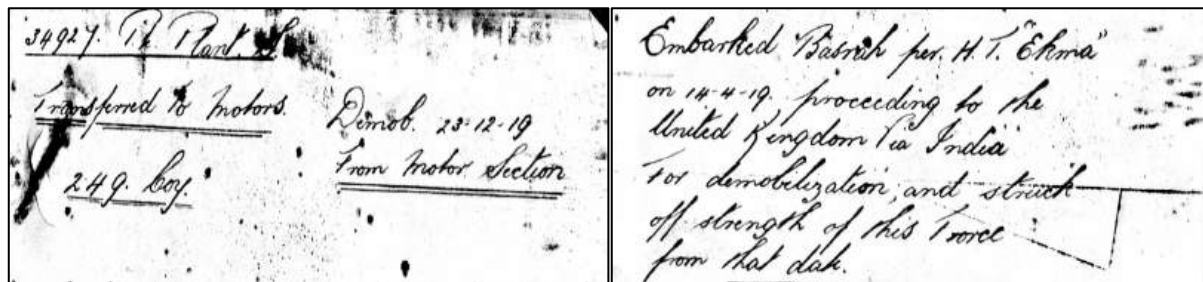 34927. Pte Plant H
Transferred to Motors.
249. Coy.
Demob. 23-12-19
From Motor Section
Embarked Basrah per. H.T. "Ekma"
on 14-4-19. proceeding to the
United Kingdom Via India
For demobilization, and struck
off strength of this Force
from that date.